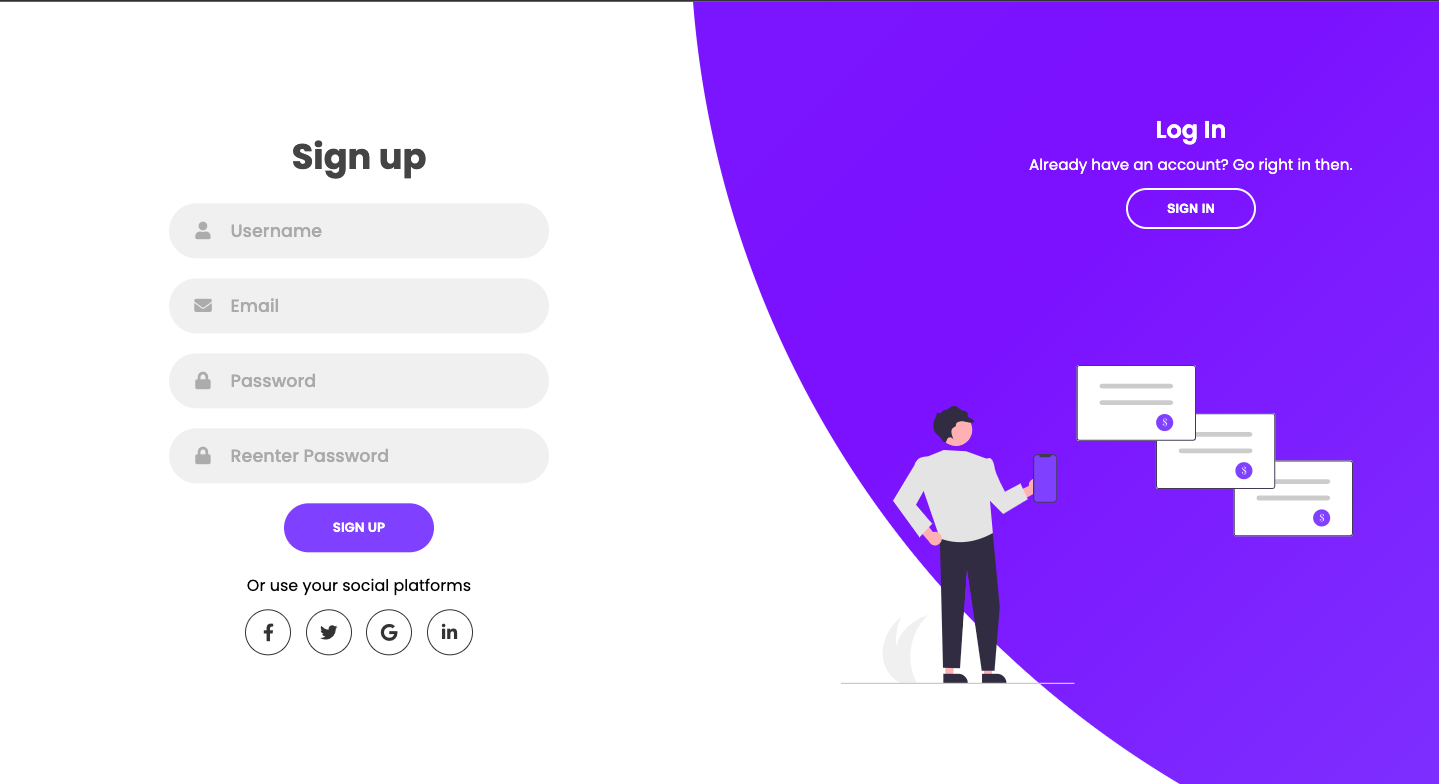 Sign up
Username
Email
Password
Reenter Password
SIGN UP
Or use your social platforms
Log In
Already have an account? Go right in then.
SIGN IN
$
$
$